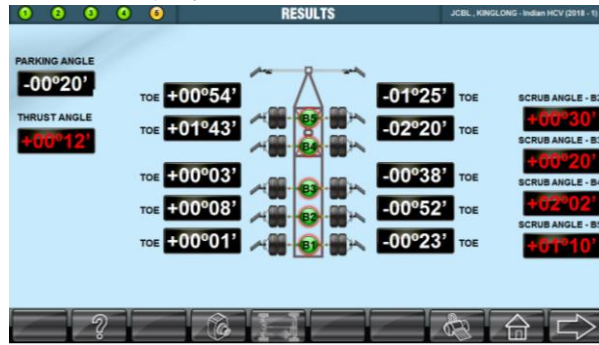 1 2 3 4 5
RESULTS
JCBL , KINGLONG - Indian HCV (2018 - 1)
PARKING ANGLE
-00º20'
THRUST ANGLE
+00º12'
TOE +00º54' -01º25' TOE
TOE +01º43' B5 -02º20' TOE
B4
TOE +00º03' B3 -00º38' TOE
TOE +00º08' B2 -00º52' TOE
TOE +00º01' B1 -00º23' TOE
SCRUB ANGLE - B2
+00º30'
SCRUB ANGLE - B3
+00º20'
SCRUB ANGLE - B4
+02º02'
SCRUB ANGLE - B5
+01º10'
?